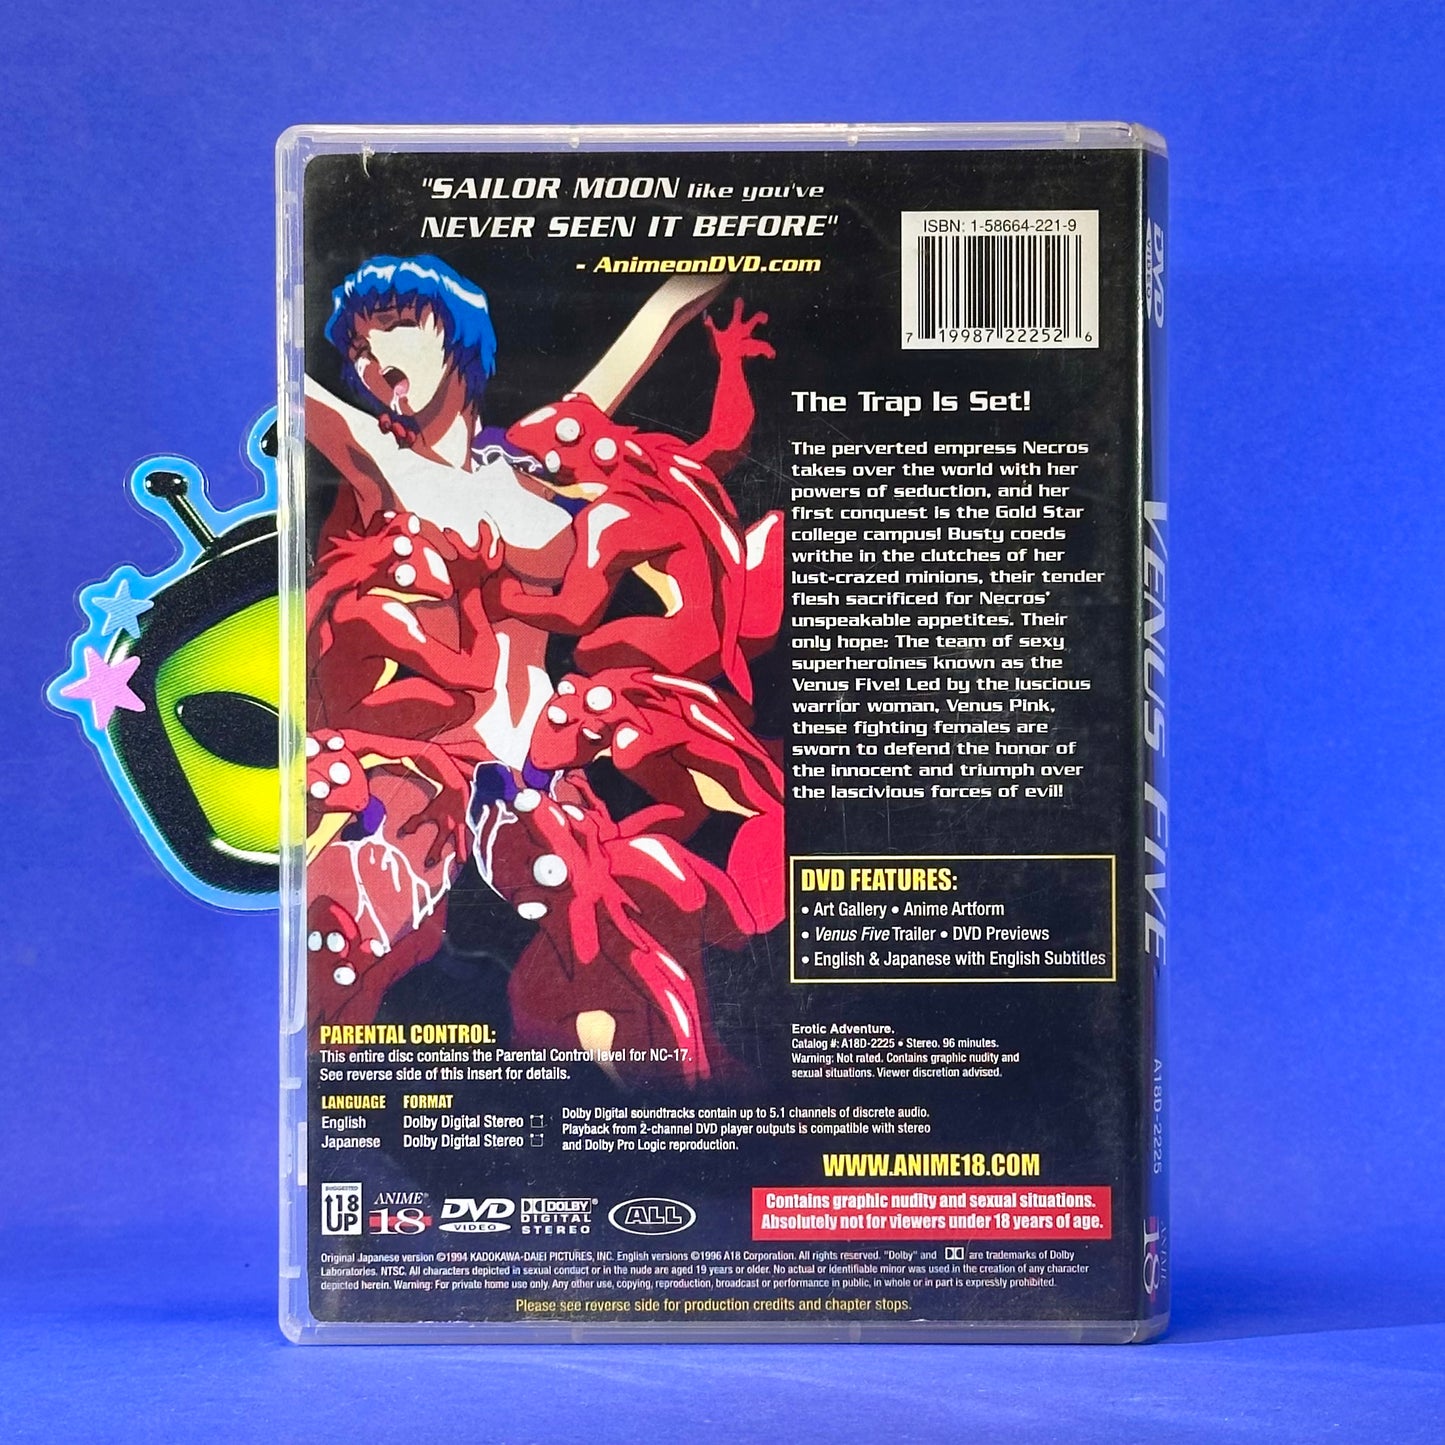 "SAILOR MOON like you've
NEVER SEEN IT BEFORE"
- AnimeonDVD.com
ISBN: 1-58664-221-9
7 19987 22252 6
The Trap Is Set!
The perverted empress Necros
takes over the world with her
powers of seduction, and her
first conquest is the Gold Star
college campus! Busty coeds
writhe in the clutches of her
lust-crazed minions, their tender
flesh sacrificed for Necros'
unspeakable appetites. Their
only hope: The team of sexy
superheroines known as the
Venus Five! Led by the luscious
warrior woman, Venus Pink,
these fighting females are
sworn to defend the honor of
the innocent and triumph over
the lascivious forces of evil!
DVD FEATURES:
• Art Gallery • Anime Artform
• Venus Five Trailer • DVD Previews
• English & Japanese with English Subtitles
PARENTAL CONTROL:
This entire disc contains the Parental Control level for NC-17.
See reverse side of this insert for details.
Erotic Adventure.
Catalog #: A18D-2225 • Stereo. 96 minutes.
Warning: Not rated. Contains graphic nudity and
sexual situations. Viewer discretion advised.
LANGUAGE FORMAT
English Dolby Digital Stereo
Japanese Dolby Digital Stereo
Dolby Digital soundtracks contain up to 5.1 channels of discrete audio.
Playback from 2-channel DVD player outputs is compatible with stereo
and Dolby Pro Logic reproduction.
WWW.ANIME18.COM
Contains graphic nudity and sexual situations.
Absolutely not for viewers under 18 years of age.
SUGGESTED
18
UP
ANIME®
18
DVD
VIDEO
DOLBY®
DIGITAL
STEREO
ALL
Original Japanese version ©1994 KADOKAWA-DAIEI PICTURES, INC. English versions ©1996 A18 Corporation. All rights reserved. "Dolby" and are trademarks of Dolby
Laboratories. NTSC. All characters depicted in sexual conduct or in the nude are aged 19 years or older. No actual or identifiable minor was used in the creation of any character
depicted herein. Warning: For private home use only. Any other use, copying, reproduction, broadcast or performance in public, in whole or in part is expressly prohibited.
Please see reverse side for production credits and chapter stops.
DVD
VIDEO
VENUS FIVE
A18D-2225
ANIME
18